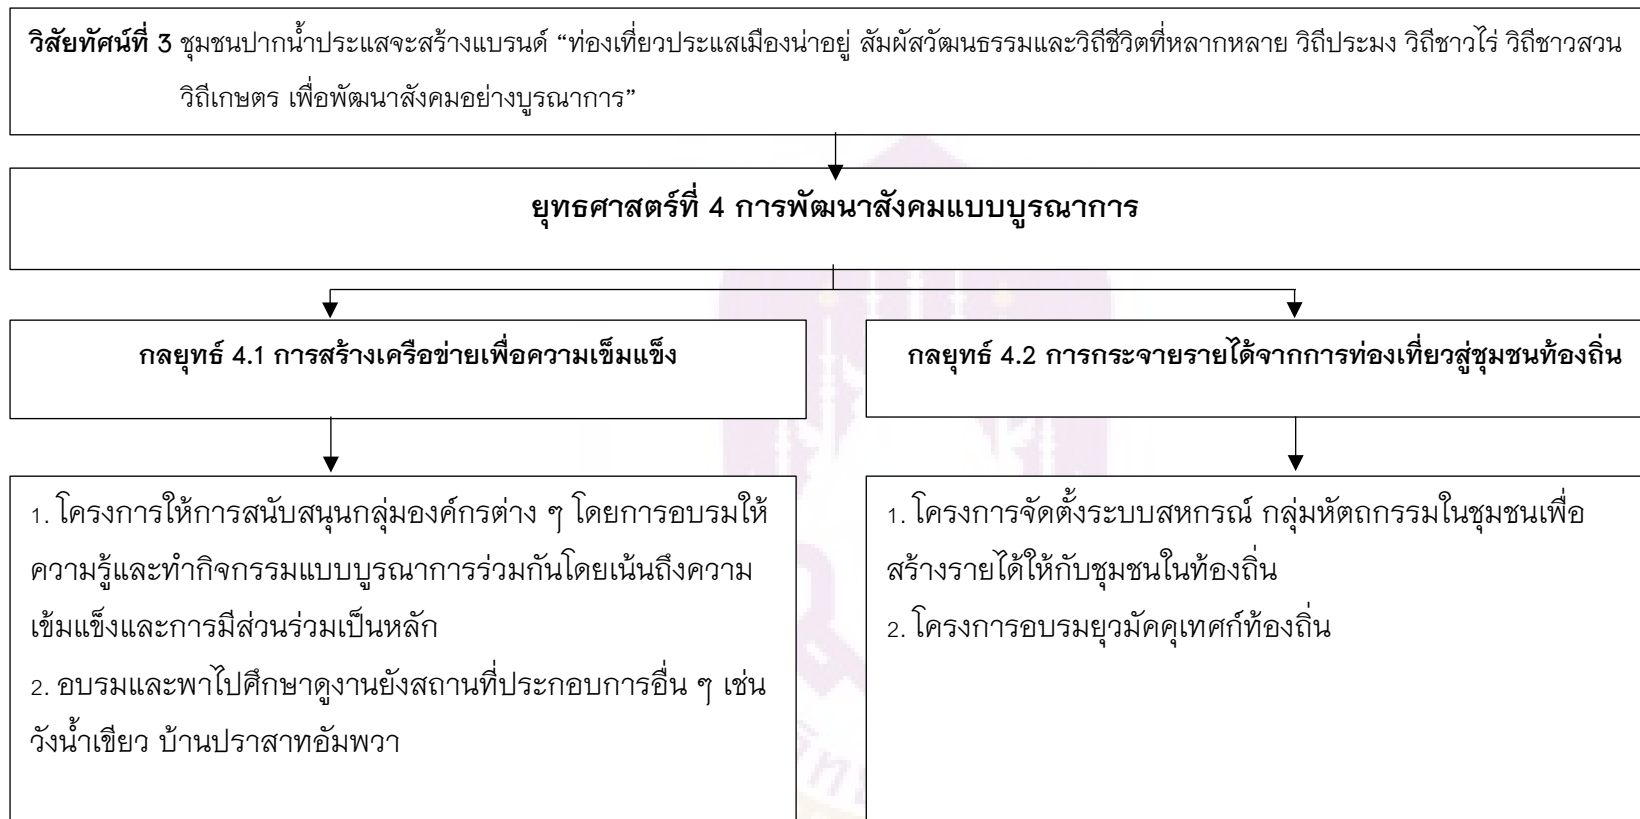 วิสัยทัศน์ที่ 3 ชุมชนปากน้ำประแสจะสร้างแบรนด์ “ท่องเที่ยวประแสเมืองน่าอยู่ สัมผัสวัฒนธรรมและวิถีชีวิตที่หลากหลาย วิถีประมง วิถีชาวไร่ วิถีชาวสวน
วิถีเกษตร เพื่อพัฒนาสังคมอย่างบูรณาการ”
ยุทธศาสตร์ที่ 4 การพัฒนาสังคมแบบบูรณาการ
กลยุทธ์ 4.1 การสร้างเครือข่ายเพื่อความเข็มแข็ง
กลยุทธ์ 4.2 การกระจายรายได้จากการท่องเที่ยวสู่ชุมชนท้องถิ่น
1. โครงการให้การสนับสนุนกลุ่มองค์กรต่าง ๆ โดยการอบรมให้
ความรู้และทำกิจกรรมแบบบูรณาการร่วมกันโดยเน้นถึงความ
เข้มแข็งและการมีส่วนร่วมเป็นหลัก
2. อบรมและพาไปศึกษาดูงานยังสถานที่ประกอบการอื่น ๆ เช่น
วังน้ำเขียว บ้านปราสาทอัมพวา
1. โครงการจัดตั้งระบบสหกรณ์ กลุ่มหัตถกรรมในชุมชนเพื่อ
สร้างรายได้ให้กับชุมชนในท้องถิ่น
2. โครงการอบรมยุวมัคคุเทศก์ท้องถิ่น